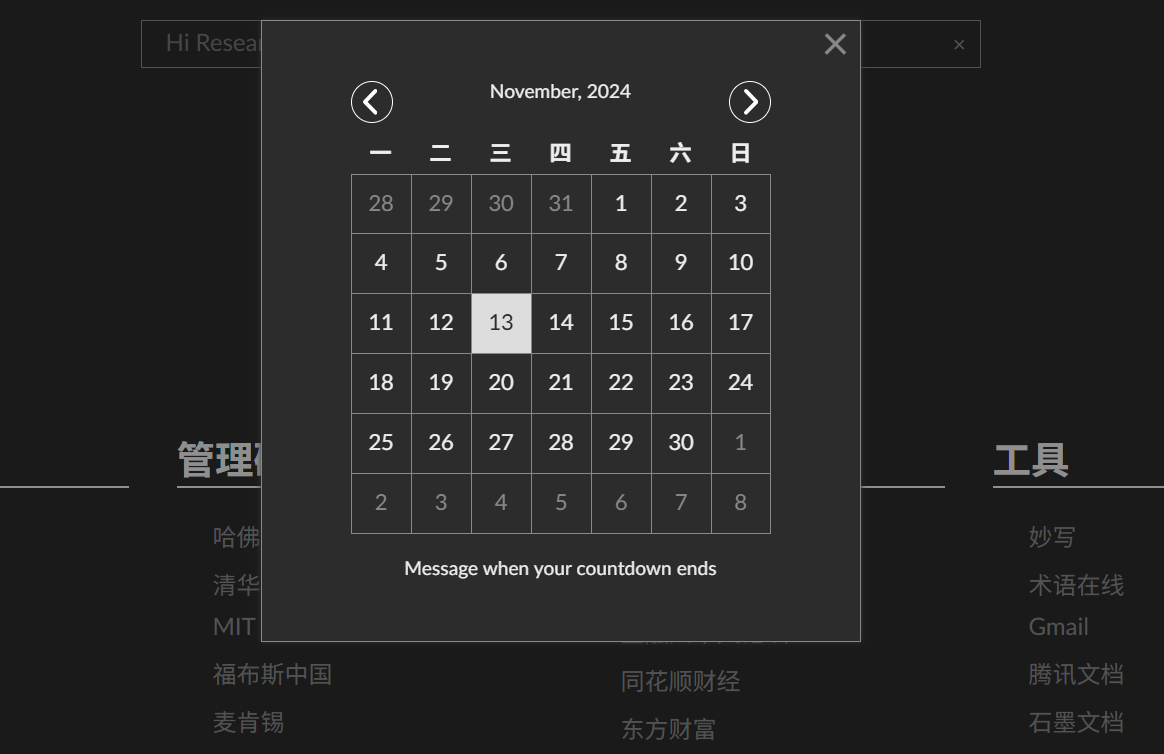 Hi Resear
November, 2024
一 二 三 四 五 六 日
28 29 30 31 1 2 3
4 5 6 7 8 9 10
11 12 13 14 15 16 17
18 19 20 21 22 23 24
25 26 27 28 29 30 1
2 3 4 5 6 7 8
Message when your countdown ends
管理
哈佛
清华
MIT
福布斯中国
麦肯锡
同花顺财经
东方财富
工具
妙写
术语在线
Gmail
腾讯文档
石墨文档